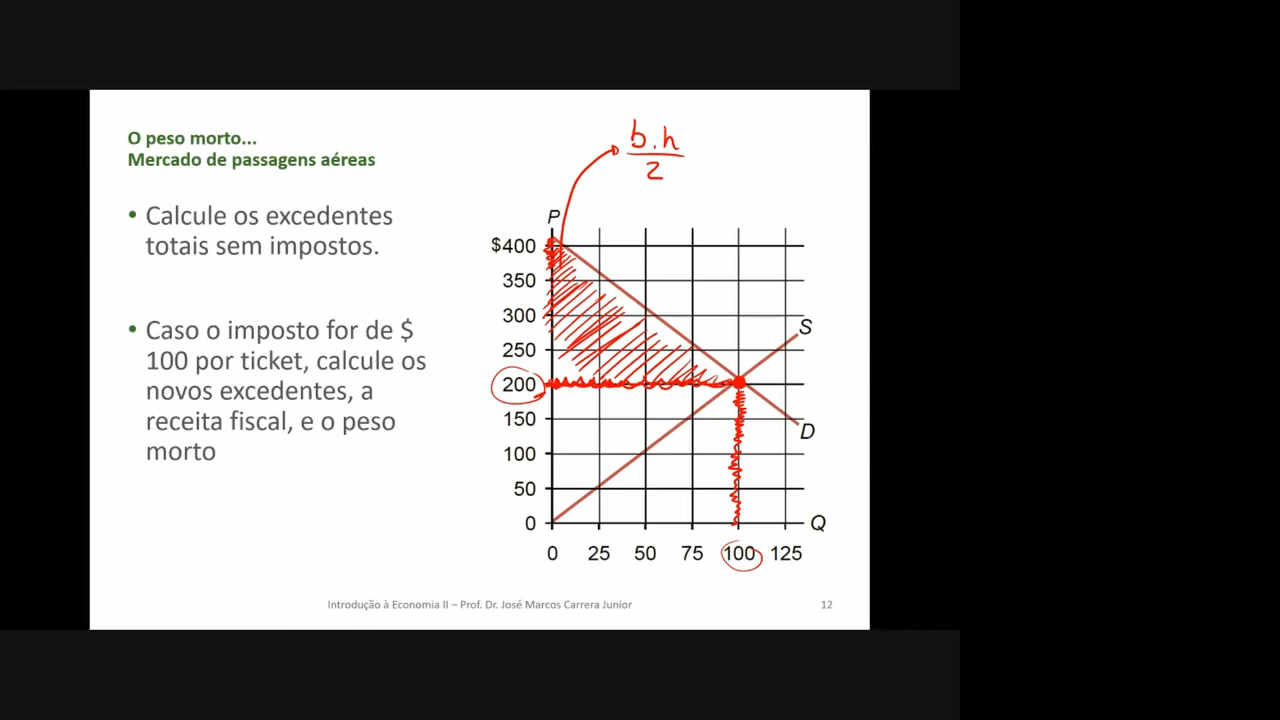 O peso morto...
Mercado de passagens aéreas
• Calcule os excedentes
totais sem impostos.
• Caso o imposto for de $
100 por ticket, calcule os
novos excedentes, a
receita fiscal, e o peso
morto
b.h
2
P
$400
350
300
250
200
150
100
50
0
S
D
Q
0 25 50 75 100 125
Introdução à Economia II – Prof. Dr. José Marcos Carrera Junior
12